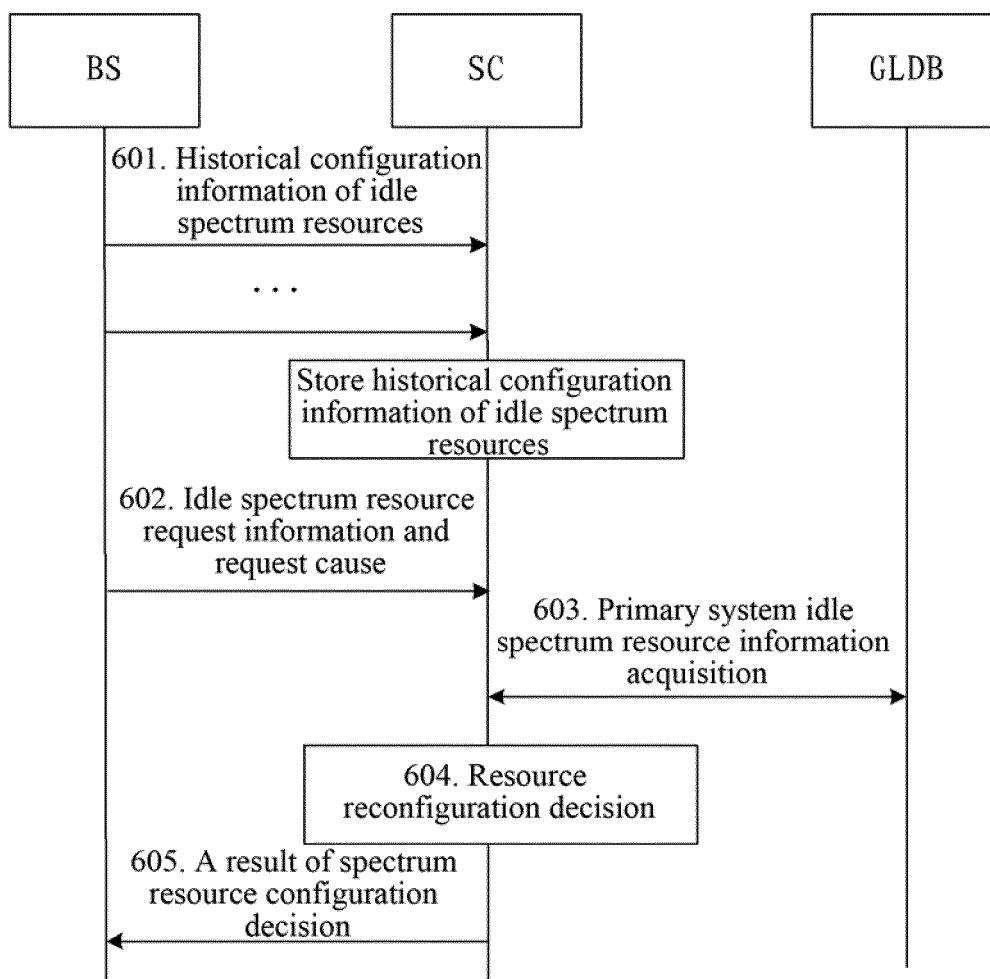 BS
SC
GLDB
601. Historical configuration
information of idle
spectrum resources
...
Store historical configuration
information of idle spectrum
resources
602. Idle spectrum resource
request information and
request cause
603. Primary system idle
spectrum resource information
acquisition
604. Resource
reconfiguration decision
605. A result of spectrum
resource configuration
decision